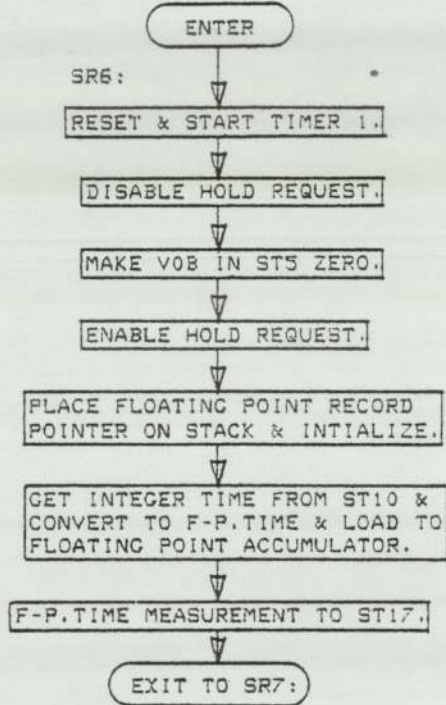 ENTER
SR6:
RESET & START TIMER 1.
DISABLE HOLD REQUEST.
MAKE VOB IN ST5 ZERO.
ENABLE HOLD REQUEST.
PLACE FLOATING POINT RECORD
POINTER ON STACK & INTIALIZE.
GET INTEGER TIME FROM ST10 &
CONVERT TO F-P.TIME & LOAD TO
FLOATING POINT ACCUMULATOR.
F-P.TIME MEASUREMENT TO ST17.
EXIT TO SR7: